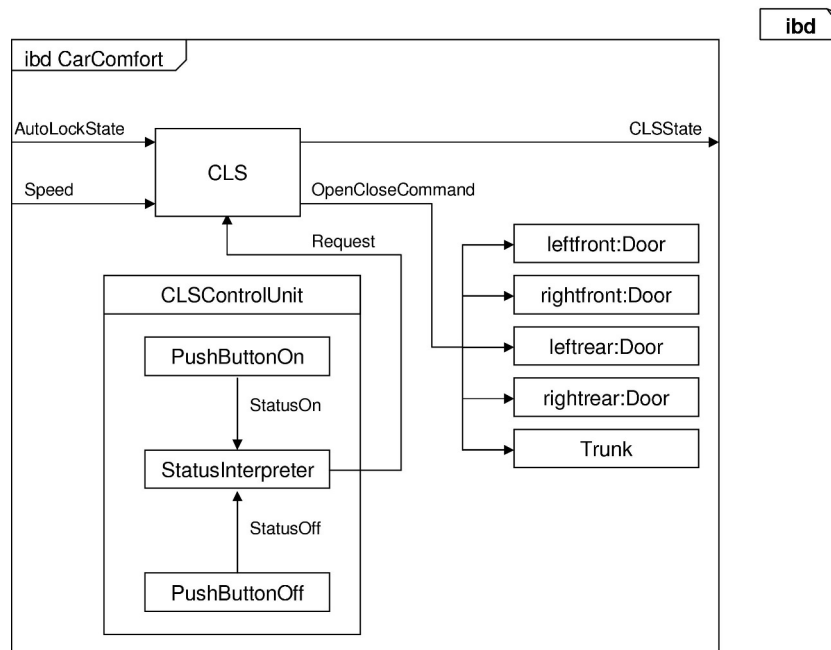 ibd
ibd CarComfort
AutoLockState
CLSState
CLS
Speed
OpenCloseCommand
Request
leftfront:Door
rightfront:Door
leftrear:Door
rightrear:Door
Trunk
CLSControlUnit
PushButtonOn
StatusOn
StatusInterpreter
StatusOff
PushButtonOff